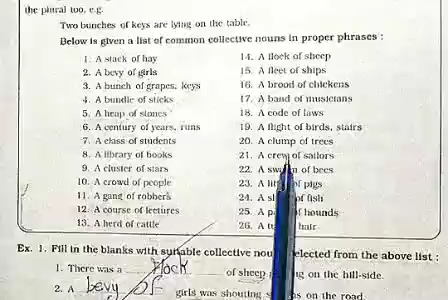 the plural too, e.g.
Two bunches of keys are lying on the table.
Below is given a list of common collective nouns in proper phrases :
1. A stack of hay
2. A bevy of girls
3. A bunch of grapes, keys
4. A bundle of sticks
5. A heap of stones
6. A century of years, runs
7. A class of students
8. A library of books
9. A cluster of stars
10. A crowd of people
11. A gang of robbers
12. A course of lectures
13. A herd of cattle
14. A flock of sheep
15. A fleet of ships
16. A brood of chickens
17. A band of musicians
18. A code of laws
19. A flight of birds, stairs
20. A clump of trees
21. A crew of sailors
22. A of bees
23. A of pigs
24. A of fish
25. A of hounds
26. A hair
Ex. 1. Fill in the blanks with suitable collective selected from the above list :
1. There was a Flock of sheep on the hill-side.
2. A bevy OF girls was shouting on the road.